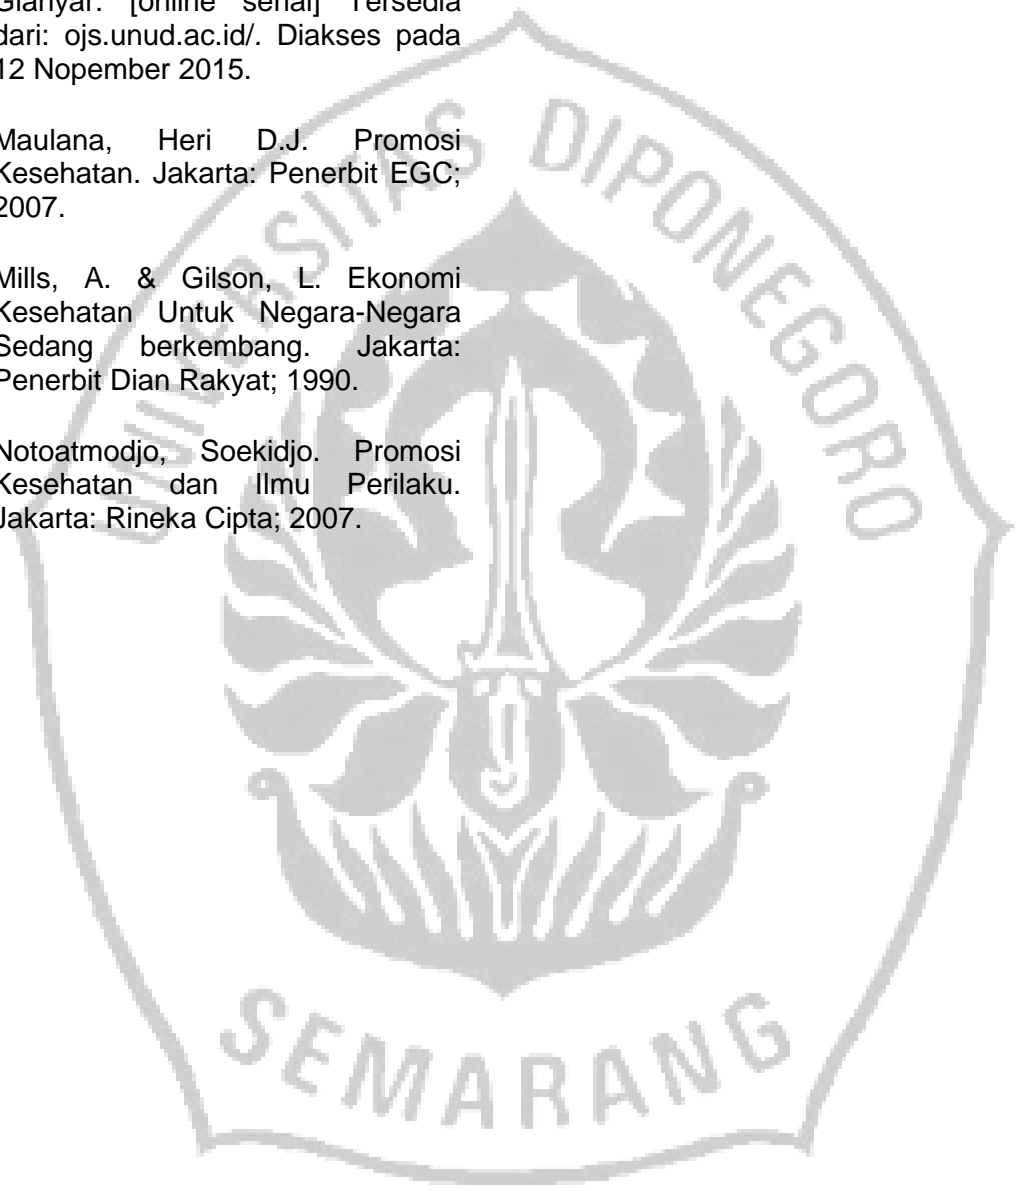 Gianyar. [online serial] Tersedia
dari: ojs.unud.ac.id/. Diakses pada
12 Nopember 2015.
Maulana, Heri D.J. Promosi
Kesehatan. Jakarta: Penerbit EGC;
2007.
Mills, A. & Gilson, L. Ekonomi
Kesehatan Untuk Negara-Negara
Sedang berkembang. Jakarta:
Penerbit Dian Rakyat; 1990.
Notoatmodjo, Soekidjo. Promosi
Kesehatan dan Ilmu Perilaku.
Jakarta: Rineka Cipta; 2007.
UNIVERSITAS DIPONEGORO
SEMARANG